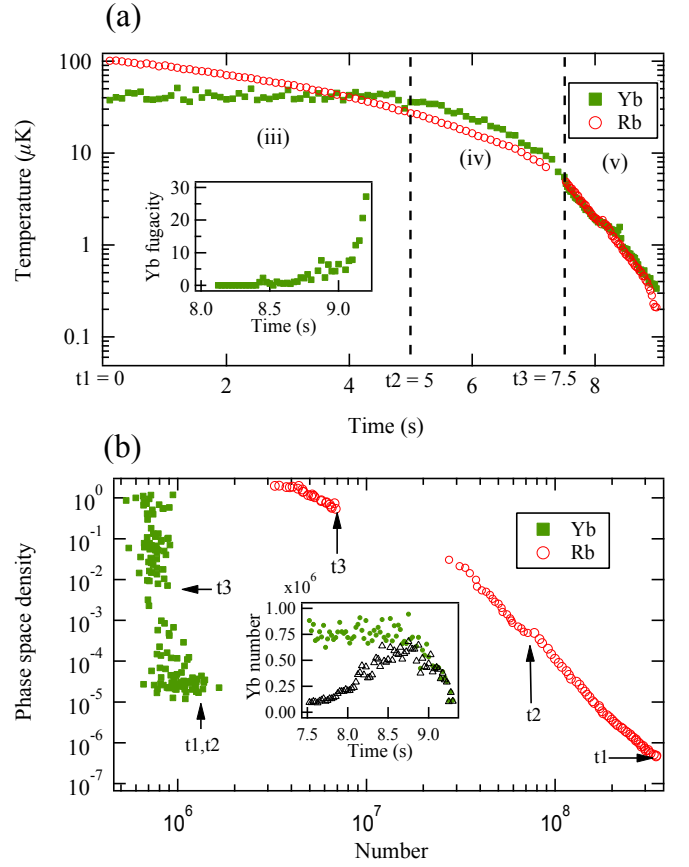 (a)
100
10
1
0.1
Temperature (μK)
Yb
Rb
(iii)
(iv)
(v)
30
20
10
0
Yb fugacity
8.0
8.5
9.0
Time (s)
t1 = 0
2
4
t2 = 5
6
t3 = 7.5
8
Time (s)
(b)
10^0
10^-1
10^-2
10^-3
10^-4
10^-5
10^-6
10^-7
Phase space density
Yb
Rb
t3
t3
t2
t1
t1,t2
x10^6
1.00
0.75
0.50
0.25
0.00
Yb number
7.5
8.0
8.5
9.0
Time (s)
10^6
10^7
10^8
Number